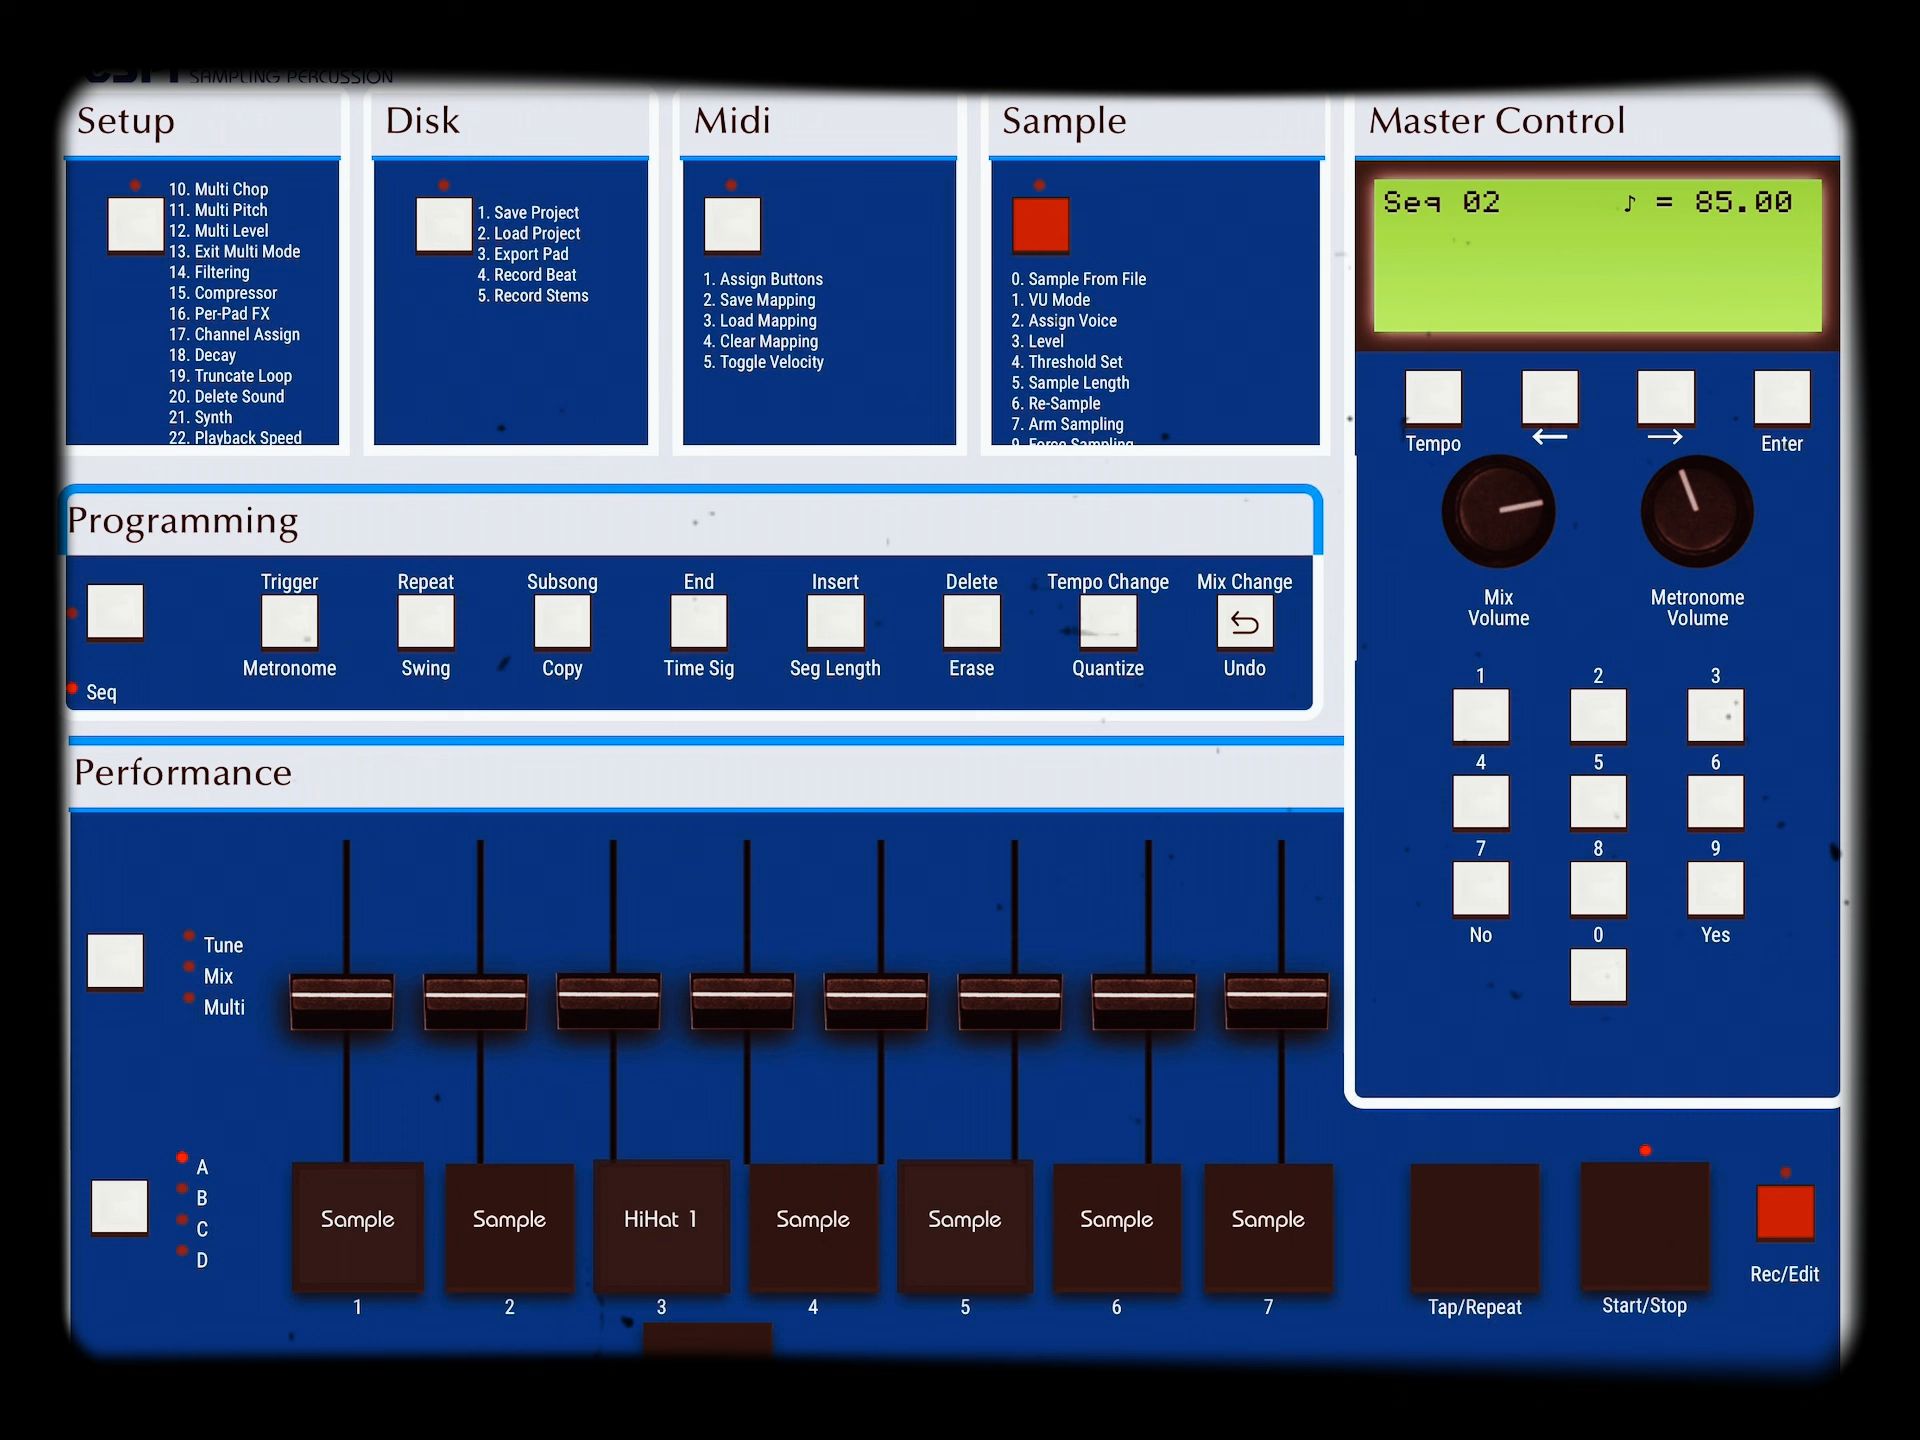 SAMPLING PERCUSSION
Setup
10. Multi Chop
11. Multi Pitch
12. Multi Level
13. Exit Multi Mode
14. Filtering
15. Compressor
16. Per-Pad FX
17. Channel Assign
18. Decay
19. Truncate Loop
20. Delete Sound
21. Synth
22. Playback Speed
Disk
1. Save Project
2. Load Project
3. Export Pad
4. Record Beat
5. Record Stems
Midi
1. Assign Buttons
2. Save Mapping
3. Load Mapping
4. Clear Mapping
5. Toggle Velocity
Sample
0. Sample From File
1. VU Mode
2. Assign Voice
3. Level
4. Threshold Set
5. Sample Length
6. Re-Sample
7. Arm Sampling
9. Force Sampling
Master Control
Seq 02 ♪ = 85.00
Tempo ← → Enter
Mix Volume
Metronome Volume
1 2 3
4 5 6
7 8 9
No 0 Yes
Programming
Trigger Repeat Subsong End Insert Delete Tempo Change Mix Change
Metronome Swing Copy Time Sig Seg Length Erase Quantize Undo
Seq
Performance
Tune
Mix
Multi
A
B
C
D
Sample Sample HiHat 1 Sample Sample Sample Sample
1 2 3 4 5 6 7
Tap/Repeat Start/Stop Rec/Edit